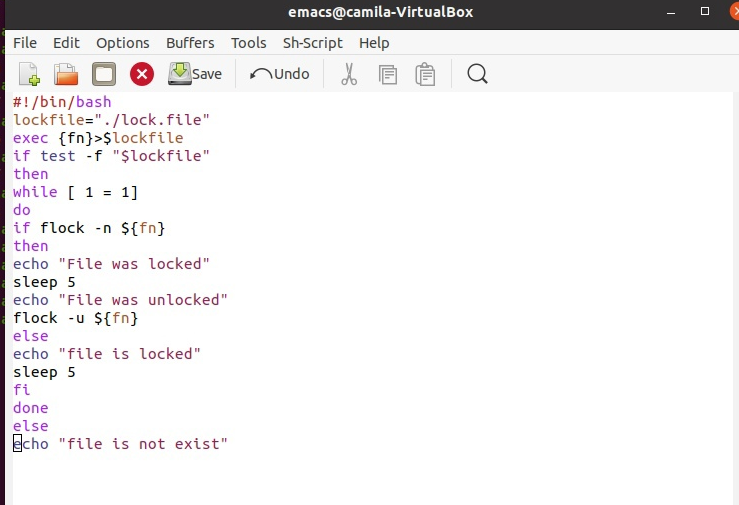 emacs@camila-VirtualBox
File Edit Options Buffers Tools Sh-Script Help
Save Undo
#!/bin/bash
lockfile="./lock.file"
exec {fn}>$lockfile
if test -f "$lockfile"
then
while [ 1 = 1]
do
if flock -n ${fn}
then
echo "File was locked"
sleep 5
echo "File was unlocked"
flock -u ${fn}
else
echo "file is locked"
sleep 5
fi
done
else
echo "file is not exist"